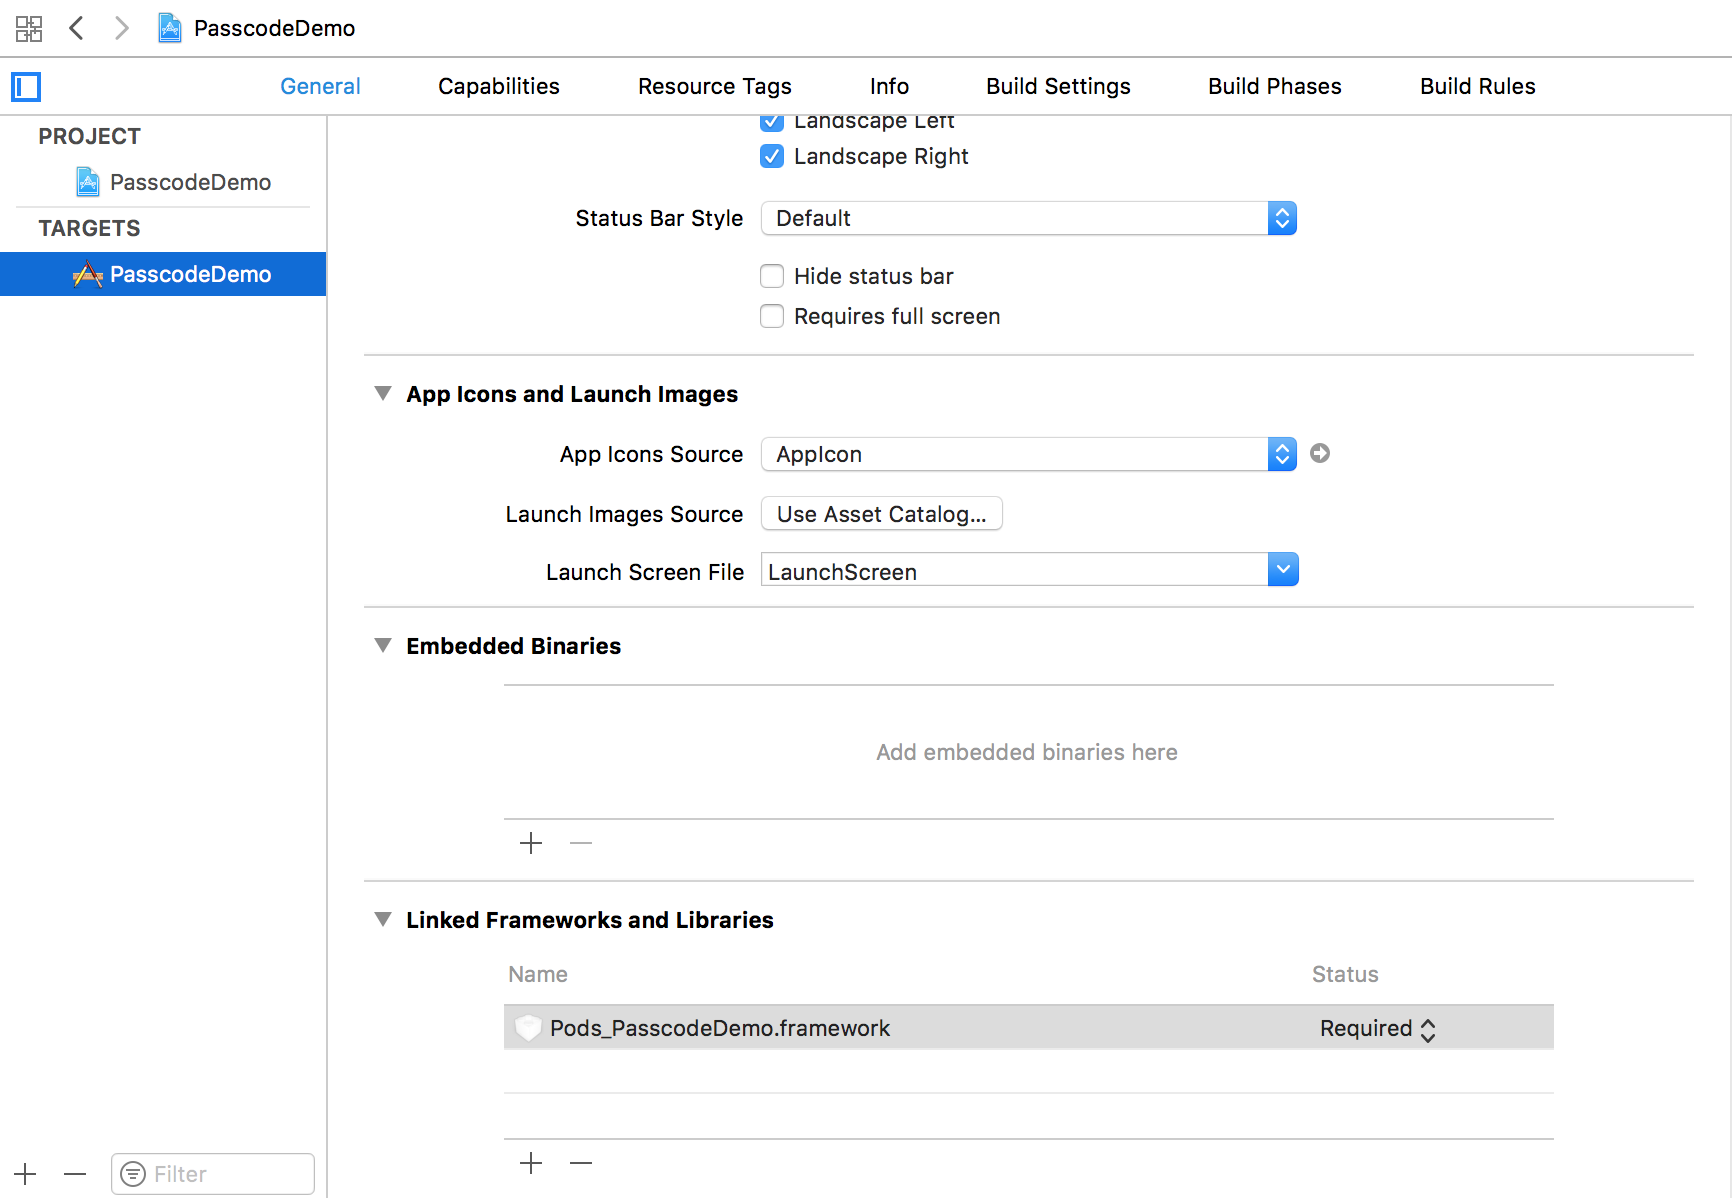 PasscodeDemo
General Capabilities Resource Tags Info Build Settings Build Phases Build Rules
PROJECT
PasscodeDemo
TARGETS
PasscodeDemo
Landscape Left
Landscape Right
Status Bar Style Default
Hide status bar
Requires full screen
App Icons and Launch Images
App Icons Source AppIcon
Launch Images Source Use Asset Catalog...
Launch Screen File LaunchScreen
Embedded Binaries
Add embedded binaries here
Linked Frameworks and Libraries
Name Status
Pods_PasscodeDemo.framework Required
Filter